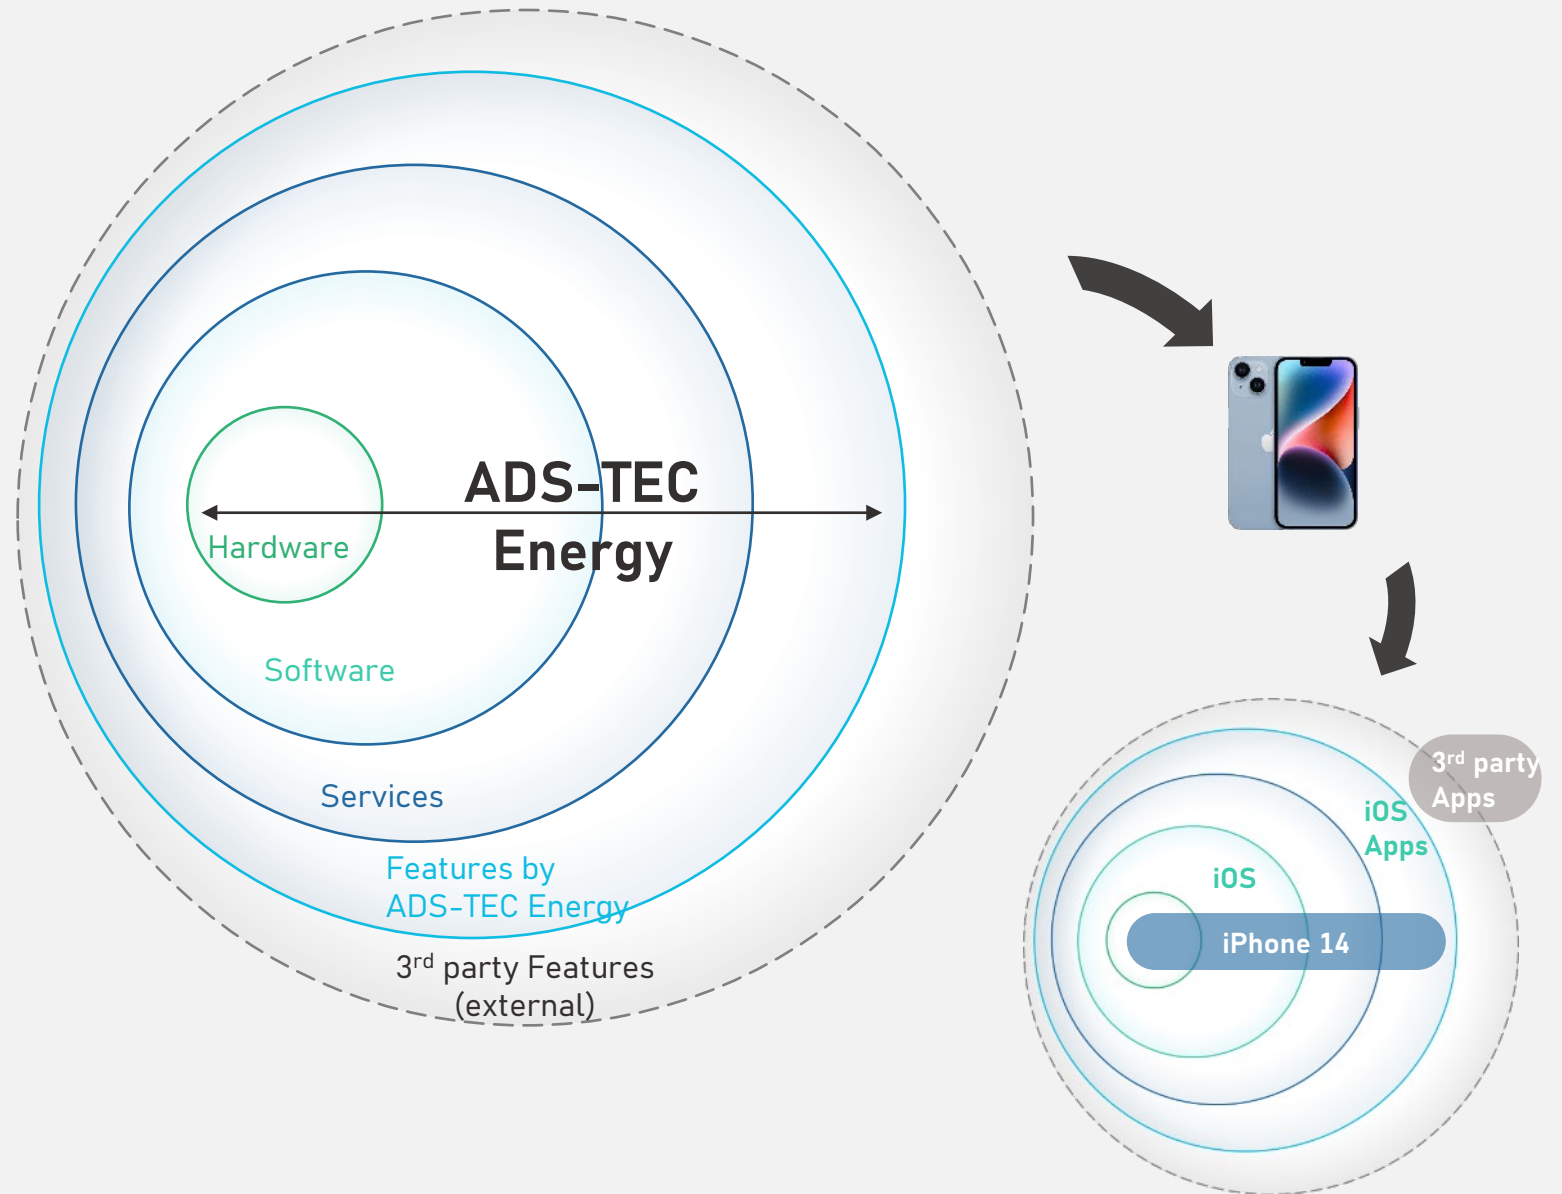 ADS-TEC
Energy
Hardware
Software
Services
Features by
ADS-TEC Energy
3rd party Features
(external)
3rd party
Apps
iOS
Apps
iOS
iPhone 14